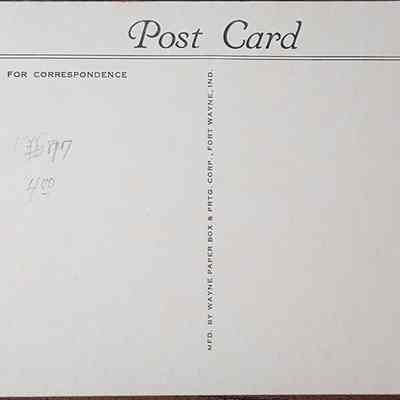 Post Card
FOR CORRESPONDENCE
MFD. BY WAYNE PAPER BOX & PRTG. CORP., FORT WAYNE, IND.
4.00